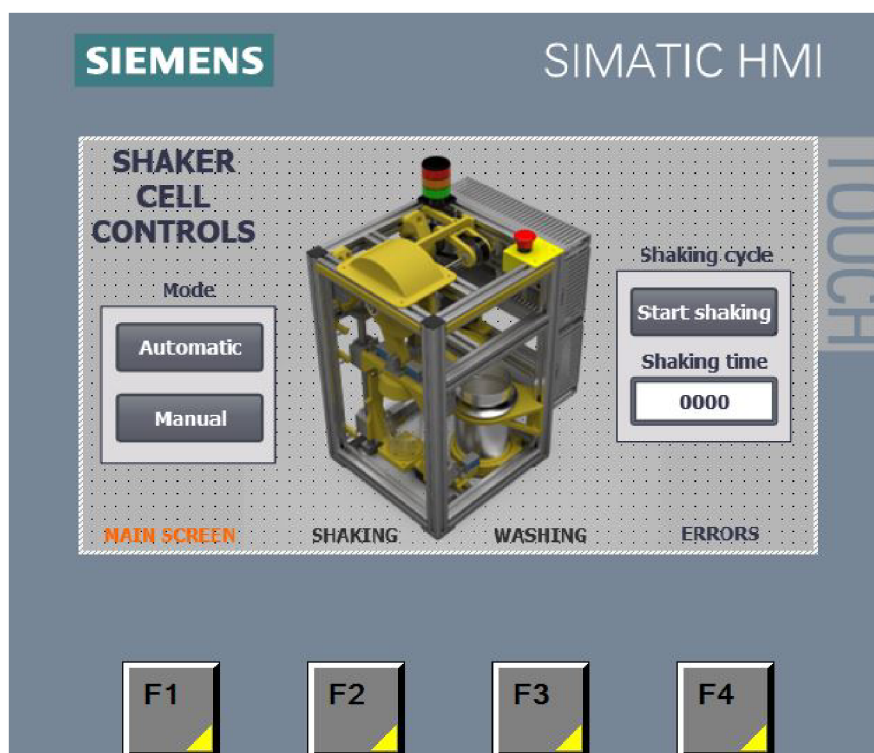 SIEMENS
SIMATIC HMI
TOUCH
SHAKER
CELL
CONTROLS
Mode
Automatic
Manual
Shaking cycle
Start shaking
Shaking time
0000
MAIN SCREEN
SHAKING
WASHING
ERRORS
F1
F2
F3
F4